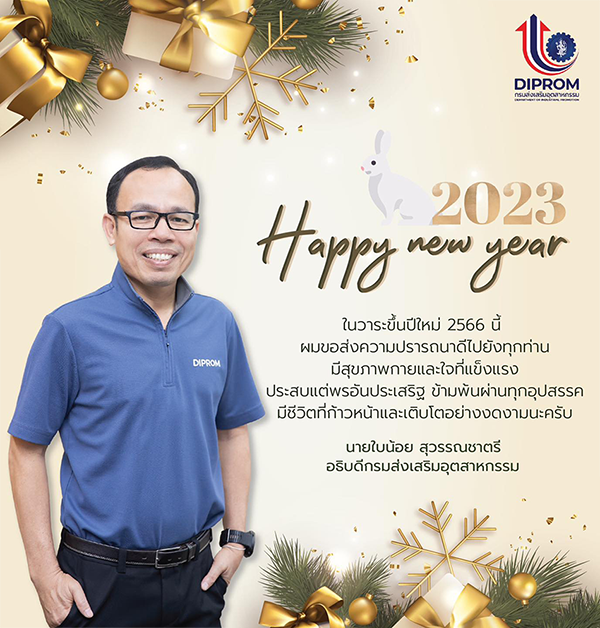 DIPROM
กรมส่งเสริมอุตสาหกรรม
DEPARTMENT OF INDUSTRIAL PROMOTION
2023
Happy new year
DIPROM
ในวาระขึ้นปีใหม่ 2566 นี้
ผมขอส่งความปรารถนาดีไปยังทุกท่าน
มีสุขภาพกายและใจที่แข็งแรง
ประสบแต่พรอันประเสริฐ ข้ามพ้นผ่านทุกอุปสรรค
มีชีวิตที่ก้าวหน้าและเติบโตอย่างงดงามนะครับ
นายใบน้อย สุวรรณชาตรี
อธิบดีกรมส่งเสริมอุตสาหกรรม